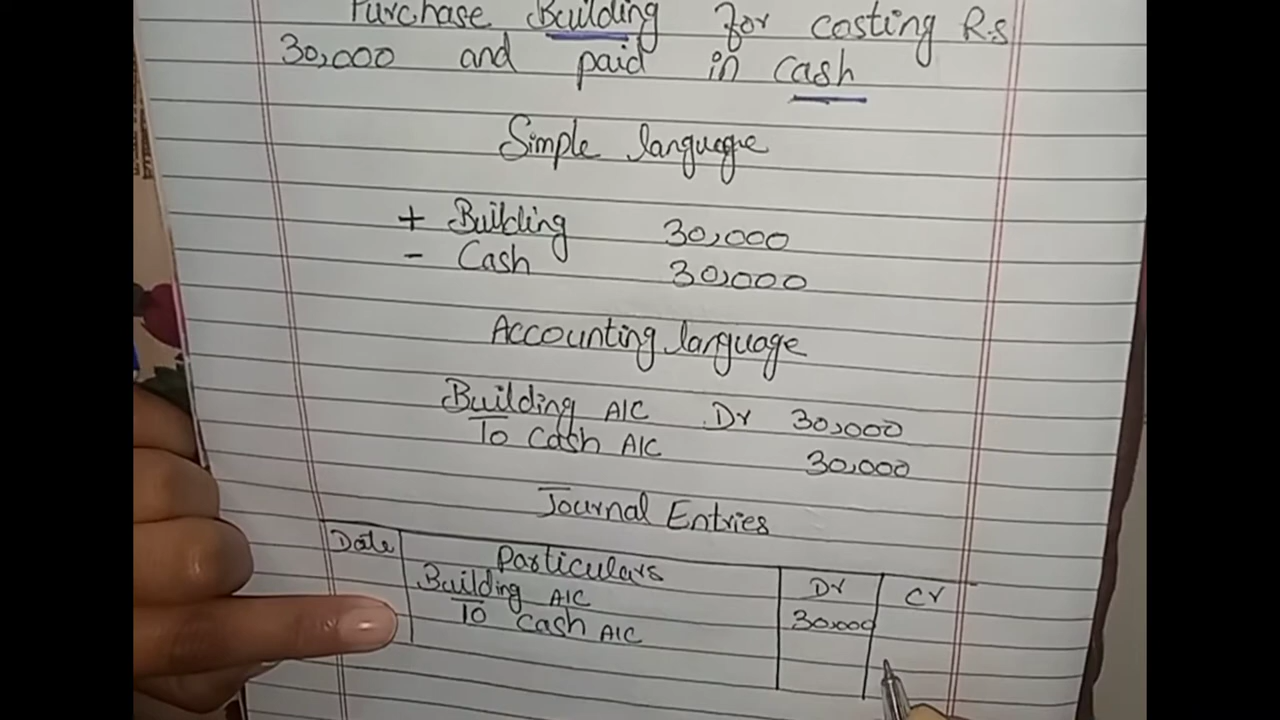 Purchase Building for costing R.s
30,000 and paid in cash
Simple language
+ Building 30,000
- Cash 30,000
Accounting language
Building A/C Dr 30,000
To Cash A/C 30,000
Journal Entries
Date Particulars Dr Cr
Building A/C 30,000
To Cash A/C